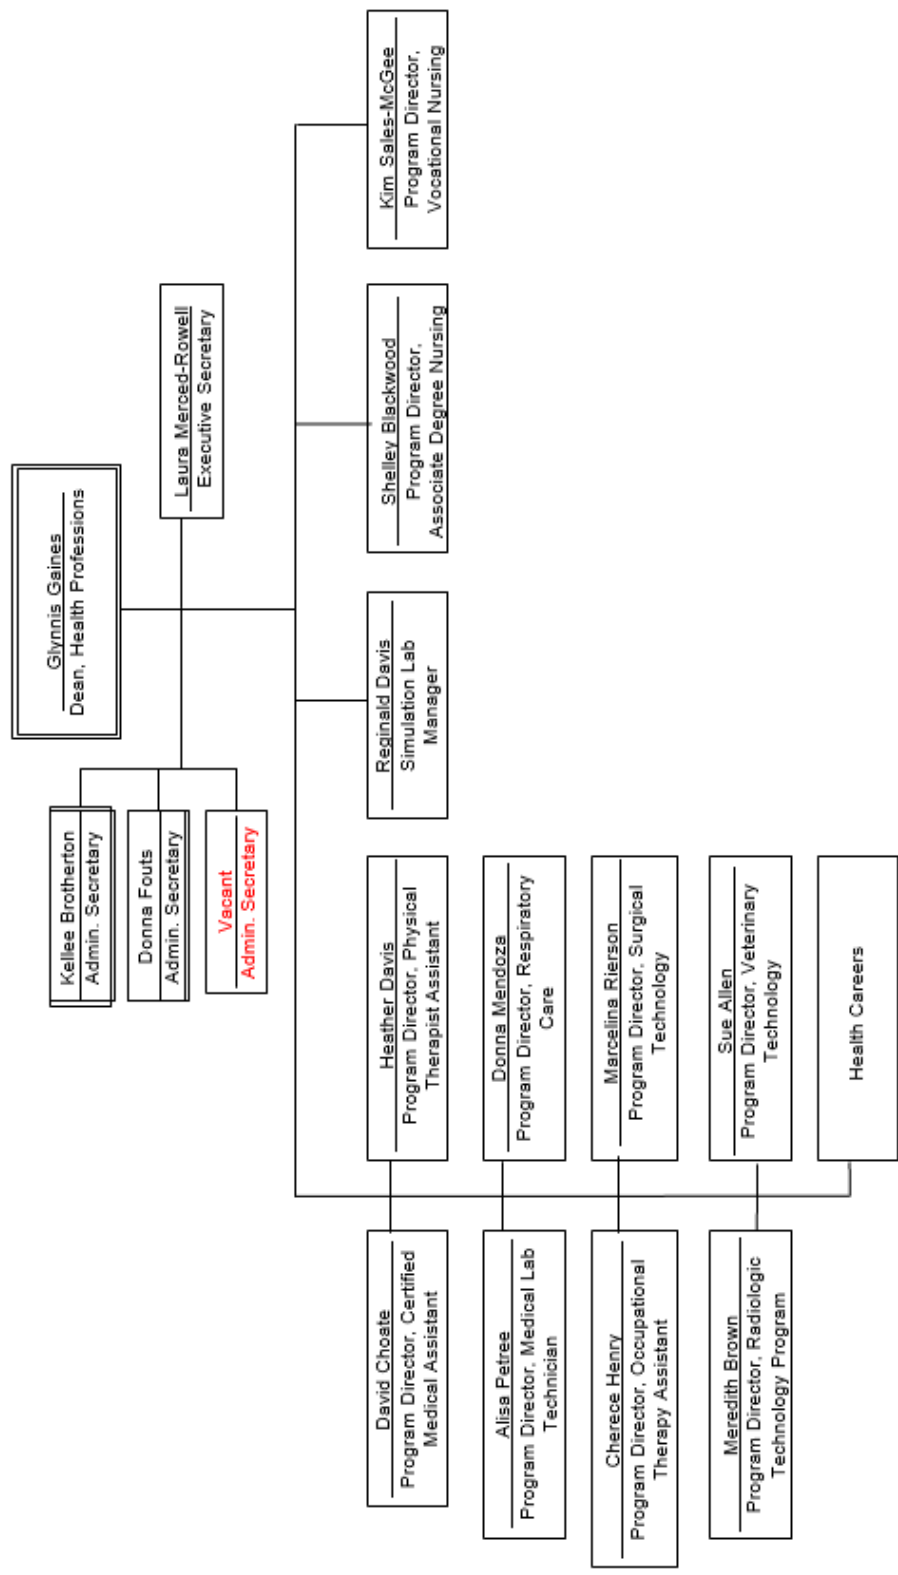 Glynnis Gaines
Dean, Health Professions
Kellee Brotherton
Admin. Secretary
Donna Fouts
Admin. Secretary
Vacant
Admin. Secretary
Laura Merced-Rowell
Executive Secretary
David Choate
Program Director, Certified
Medical Assistant
Heather Davis
Program Director, Physical
Therapist Assistant
Reginald Davis
Simulation Lab
Manager
Shelley Blackwood
Program Director,
Associate Degree Nursing
Kim Sales-McGee
Program Director,
Vocational Nursing
Alisa Petree
Program Director, Medical Lab
Technician
Donna Mendoza
Program Director, Respiratory
Care
Cherece Henry
Program Director, Occupational
Therapy Assistant
Marcelina Rierson
Program Director, Surgical
Technology
Meredith Brown
Program Director, Radiologic
Technology Program
Sue Allen
Program Director, Veterinary
Technology
Health Careers